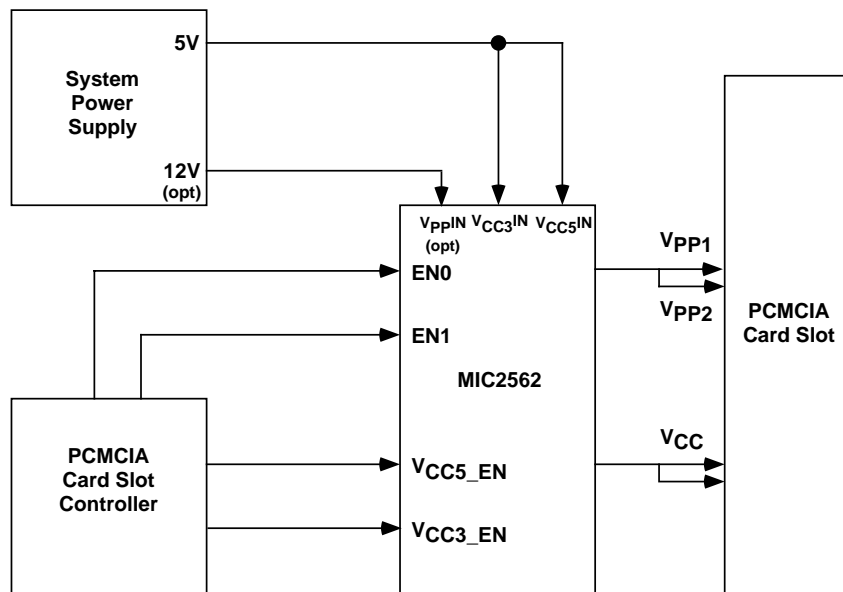 5V
System
Power
Supply
12V
(opt)
VPPIN VCC3IN VCC5IN
(opt)
EN0
EN1
MIC2562
VCC5_EN
VCC3_EN
PCMCIA
Card Slot
Controller
VPP1
VPP2
VCC
PCMCIA
Card Slot